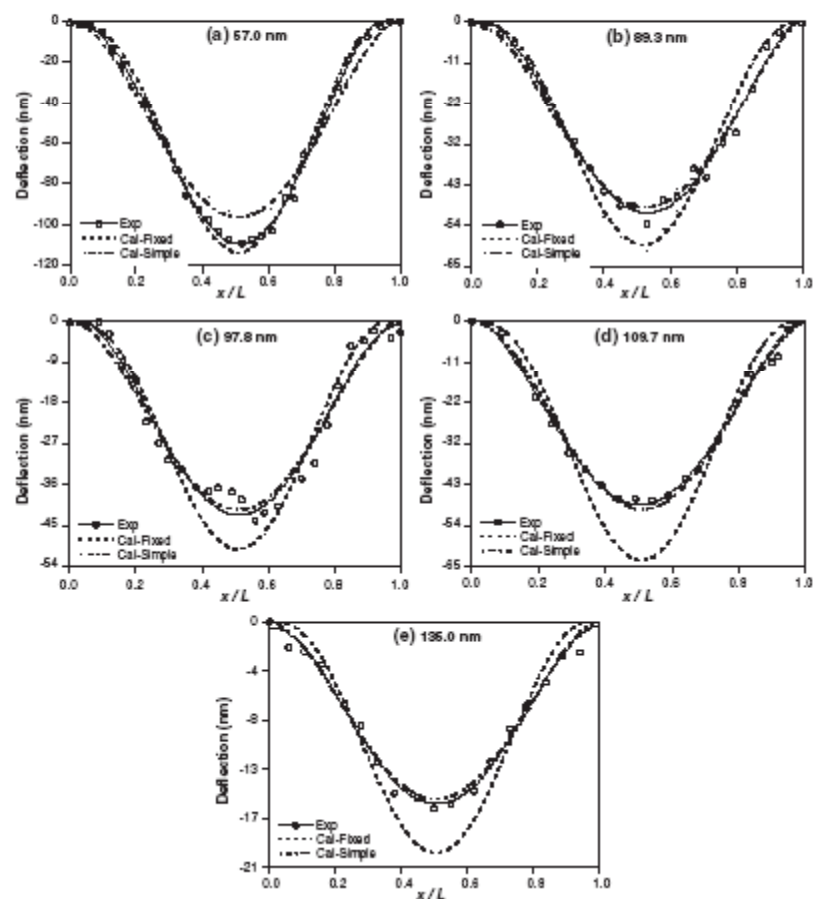 (a) 57.0 nm
Deflection (nm)
0
-20
-40
-60
-80
-100
-120
Exp
Cal-Fixed
Cal-Simple
0.0 0.2 0.4 0.6 0.8 1.0
x / L
(b) 89.3 nm
Deflection (nm)
0
-11
-22
-32
-43
-54
-65
Exp
Cal-Fixed
Cal-Simple
0.0 0.2 0.4 0.6 0.8 1.0
x / L
(c) 97.8 nm
Deflection (nm)
0
-9
-18
-27
-36
-45
-54
Exp
Cal-Fixed
Cal-Simple
0.0 0.2 0.4 0.6 0.8 1.0
x / L
(d) 109.7 nm
Deflection (nm)
0
-11
-22
-32
-43
-54
-65
Exp
Cal-Fixed
Cal-Simple
0.0 0.2 0.4 0.6 0.8 1.0
x / L
(e) 135.0 nm
Deflection (nm)
0
-4
-9
-13
-17
-21
Exp
Cal-Fixed
Cal-Simple
0.0 0.2 0.4 0.6 0.8 1.0
x / L